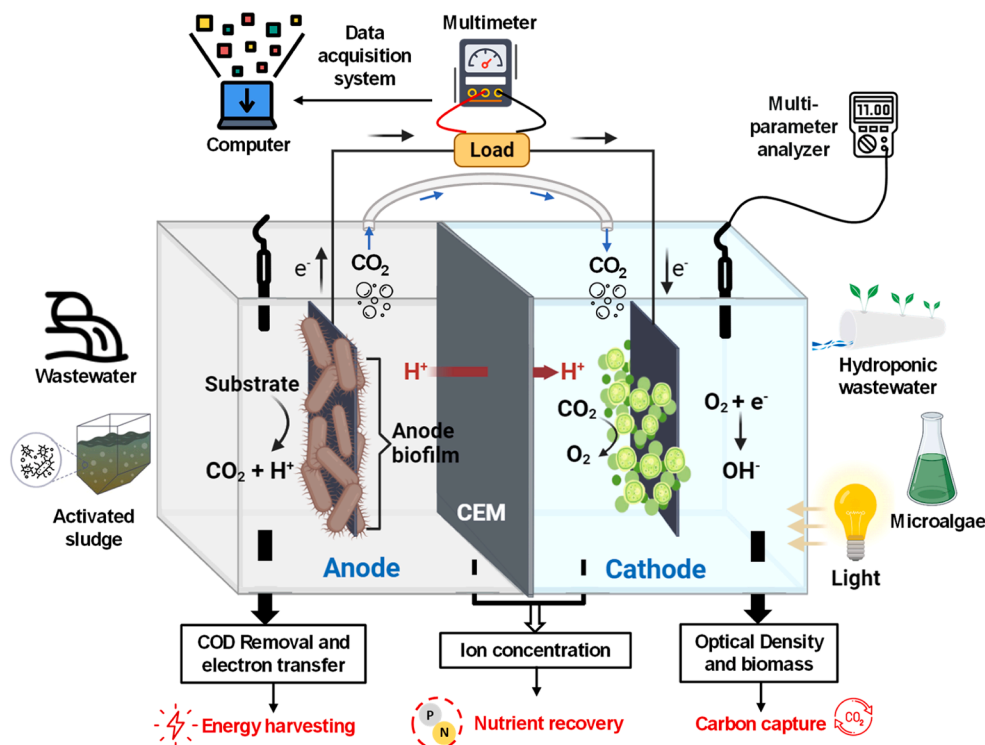 Multimeter
Data
acquisition
system
Computer
Load
Multi-
parameter
analyzer
11.00
e⁻
CO₂
CO₂
e⁻
Wastewater
Hydroponic
wastewater
Substrate
CO₂ + H⁺
Anode
biofilm
H⁺
H⁺
CO₂
O₂
O₂ + e⁻
OH⁻
CEM
Activated
sludge
Microalgae
Light
Anode
Cathode
COD Removal and
electron transfer
Ion concentration
Optical Density
and biomass
Energy harvesting
P
N
Nutrient recovery
Carbon capture
CO₂